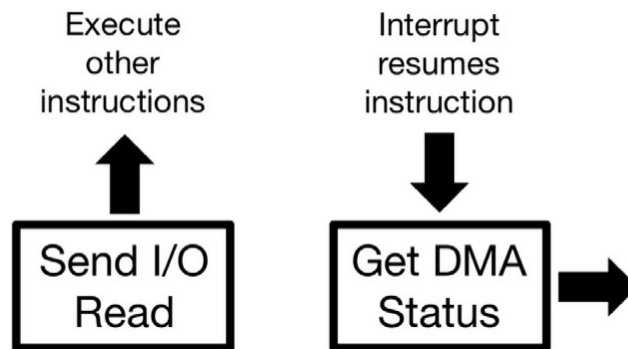 Execute
other
instructions
Interrupt
resumes
instruction
Send I/O
Read
Get DMA
Status